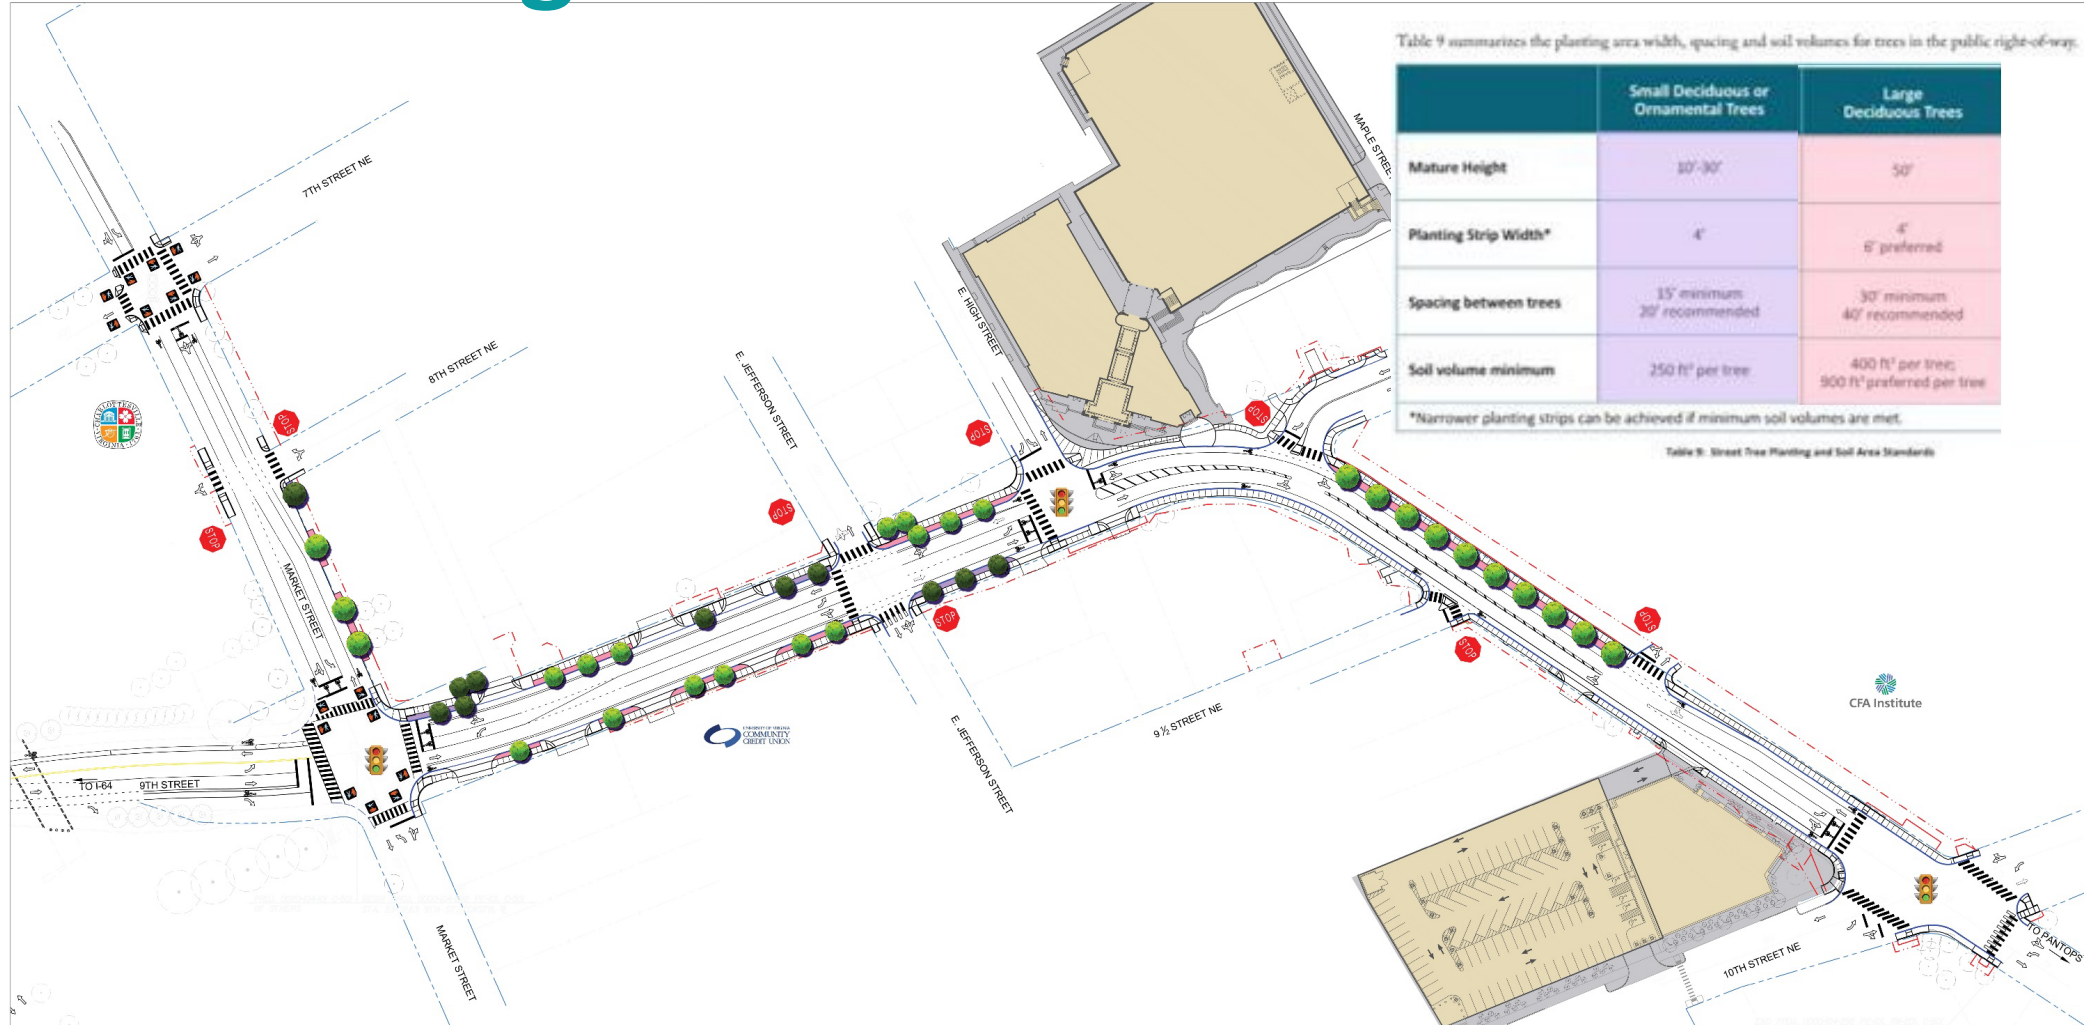 Table 9 summarizes the planting area width, spacing and soil volumes for trees in the public right-of-way.
Small Deciduous or
Ornamental Trees
Large
Deciduous Trees
Mature Height
10'-30'
50'
Planting Strip Width*
4'
4'
6' preferred
Spacing between trees
15' minimum
20' recommended
30' minimum
40' recommended
Soil volume minimum
250 ft³ per tree
400 ft³ per tree;
900 ft³ preferred per tree
*Narrower planting strips can be achieved if minimum soil volumes are met.
Table 9: Street Tree Planting and Soil Area Standards
MAPLE STREET
7TH STREET NE
8TH STREET NE
E. HIGH STREET
E. JEFFERSON STREET
STOP
STOP
STOP
STOP
STOP
STOP
STOP
STOP
MARKET STREET
TO I-64
9TH STREET
UNIVERSITY OF VIRGINIA
COMMUNITY
CREDIT UNION
E. JEFFERSON STREET
9 ½ STREET NE
CFA Institute
MARKET STREET
10TH STREET NE
TO PANTOPS